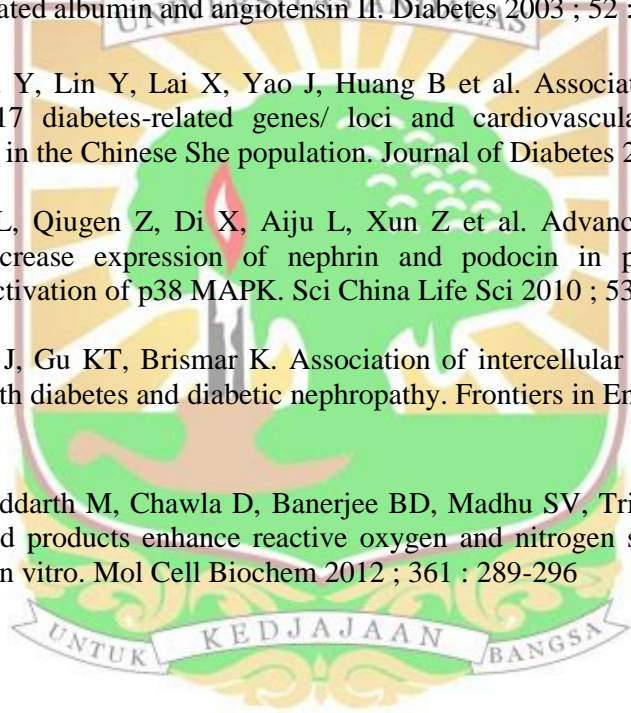 ated albumin and angiotensin II. Diabetes 2003 ; 52 :
UNIVERSITAS ANDALAS
Y, Lin Y, Lai X, Yao J, Huang B et al. Associat
17 diabetes-related genes/ loci and cardiovascula
in the Chinese She population. Journal of Diabetes 2
L, Qiugen Z, Di X, Aiju L, Xun Z et al. Advanc
crease expression of nephrin and podocin in p
ctivation of p38 MAPK. Sci China Life Sci 2010 ; 53
J, Gu KT, Brismar K. Association of intercellular
th diabetes and diabetic nephropathy. Frontiers in En
ddarth M, Chawla D, Banerjee BD, Madhu SV, Tri
d products enhance reactive oxygen and nitrogen s
n vitro. Mol Cell Biochem 2012 ; 361 : 289-296
UNTUK KEDJAJAAN BANGSA